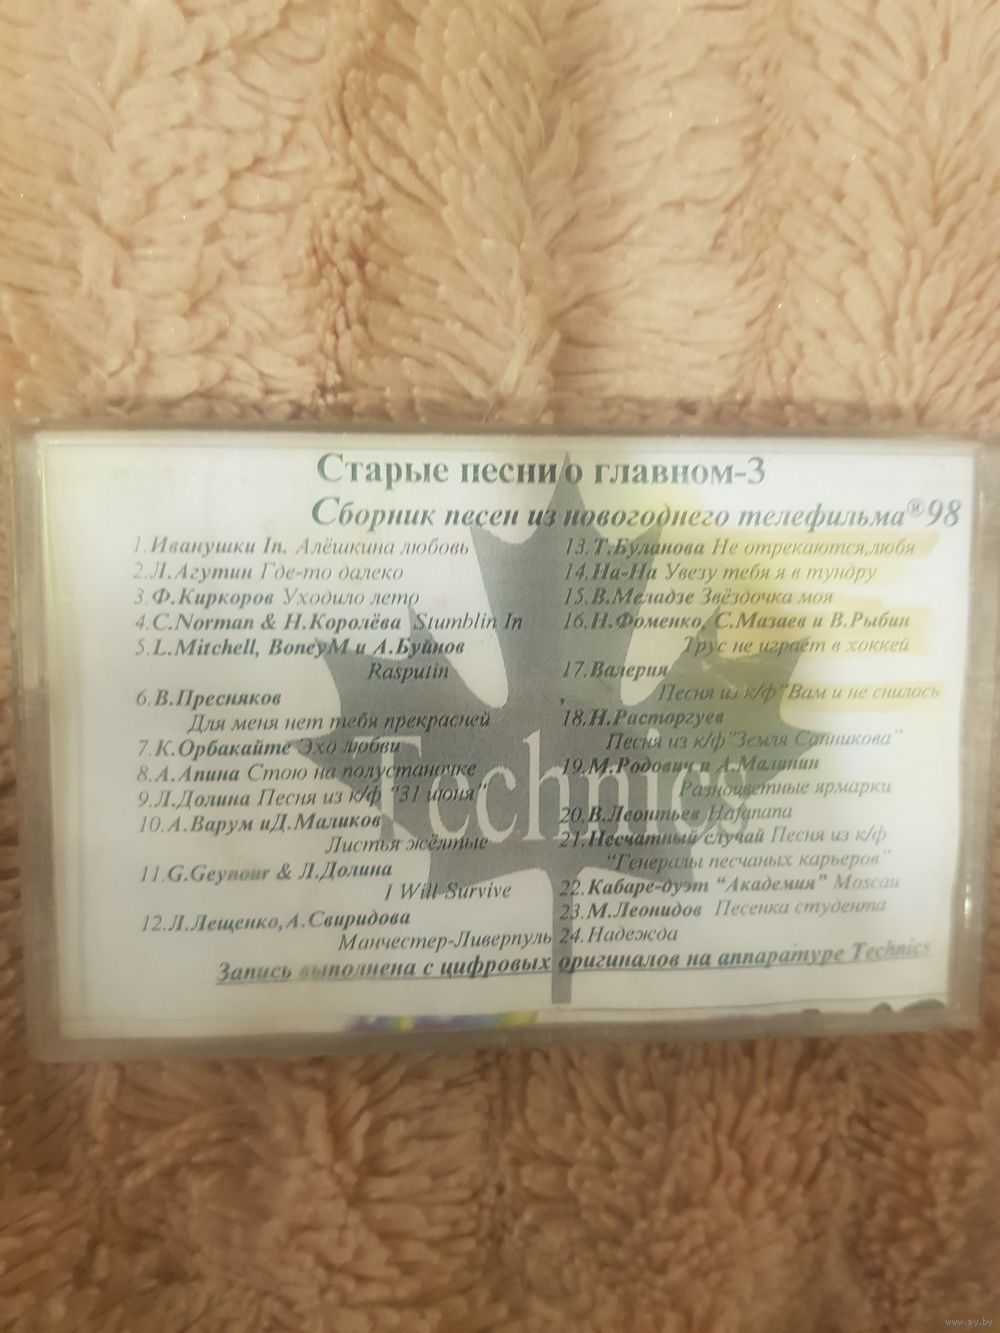 Старые песни о главном-3
Сборник песен из новогоднего телефильма®98
1.Иванушки In. Алёшкина любовь
2.Л.Агутин Где-то далеко
3.Ф.Киркоров Уходило лето
4.C.Norman & Н.Королёва Stumblin In
5.L.Mitchell, BoneyM и А.Буйнов
Rasputin
6.В.Пресняков
Для меня нет тебя прекрасней
7.К.Орбакайте Эхо любви
8.А.Апина Стою на полустаночке
9.Л.Долина Песня из к/ф "31 июня"
10.А.Варум иД.Маликов
Листья жёлтые
11.G.Geynour & Л.Долина
I Will Survive
12.Л.Лещенко,А.Свиридова
Манчестер-Ливерпуль
13.Т.Буланова Не отрекаются,любя
14.На-На Увезу тебя я в тундру
15.В.Меладзе Звёздочка моя
16.Н.Фоменко, С.Мазаев и В.Рыбин
Трус не играет в хоккей
17.Валерия
Песня из к/ф"Вам и не снилось
18.Н.Расторгуев
Песня из к/ф"Земля Санникова"
19.М.Родович и А.Малинин
Разноцветные ярмарки
20.В.Леонтьев Hafanana
21.Несчатный случай Песня из к/ф
"Генералы песчаных карьеров"
22.Кабаре-дуэт "Академия" Moscau
23.М.Леонидов Песенка студента
24.Надежда
Запись выполнена с цифровых оригиналов на аппаратуре Technics
Technics
www.ay.by